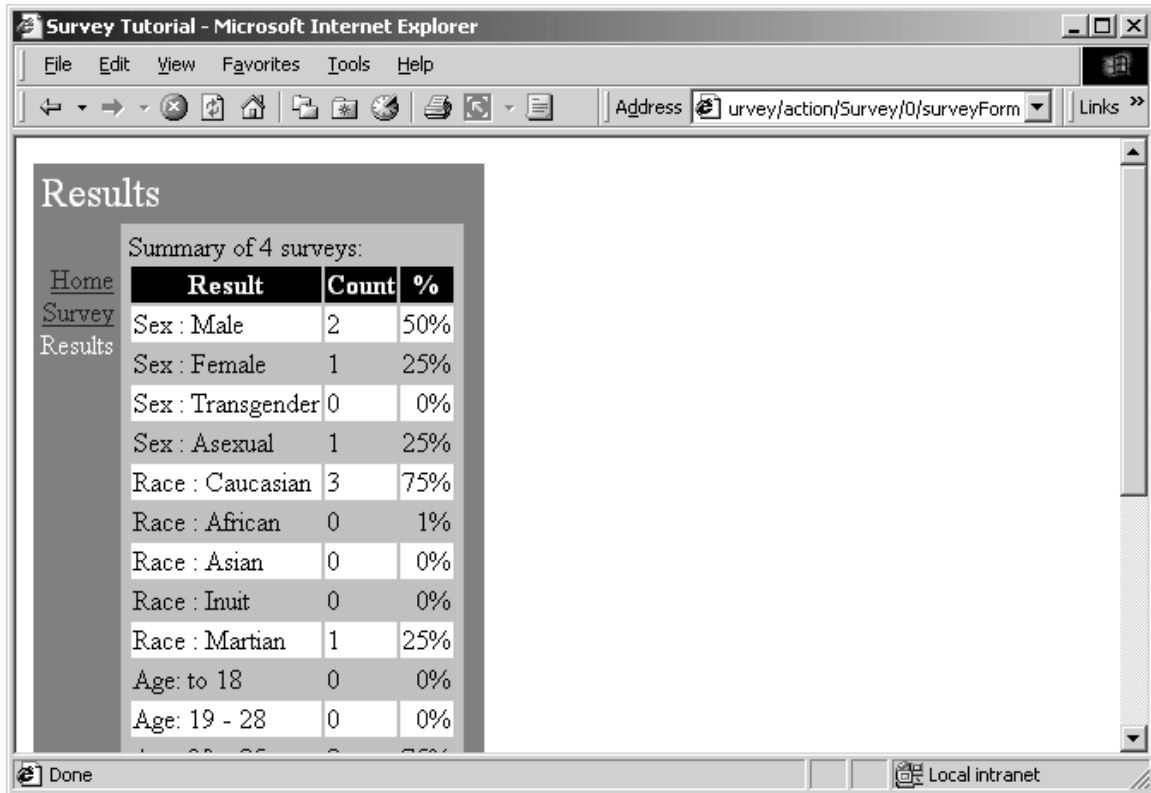 Survey Tutorial - Microsoft Internet Explorer
File Edit View Favorites Tools Help
Address urvey/action/Survey/0/surveyForm Links »
Results
Home
Survey
Results
Summary of 4 surveys:
Result Count %
Sex : Male 2 50%
Sex : Female 1 25%
Sex : Transgender 0 0%
Sex : Asexual 1 25%
Race : Caucasian 3 75%
Race : African 0 1%
Race : Asian 0 0%
Race : Inuit 0 0%
Race : Martian 1 25%
Age: to 18 0 0%
Age: 19 - 28 0 0%
Done Local intranet